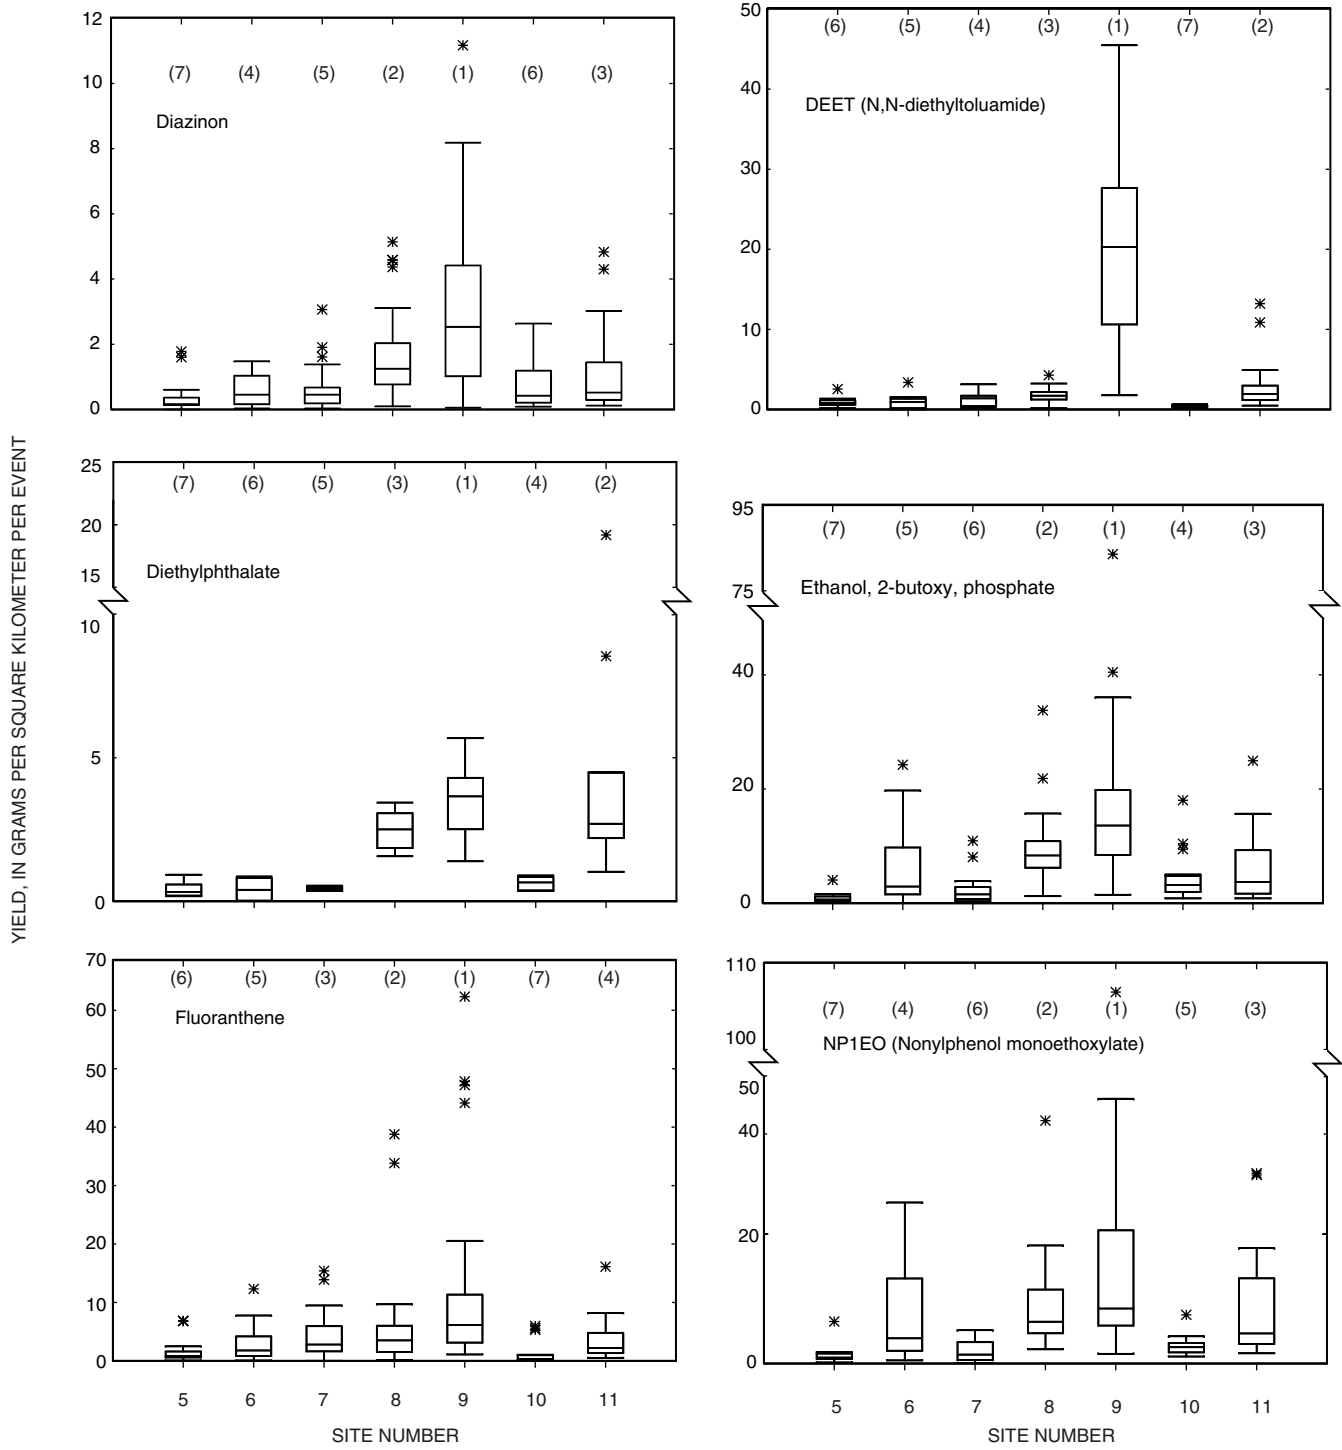 YIELD, IN GRAMS PER SQUARE KILOMETER PER EVENT
12
10
8
6
4
2
0
(7) (4) (5) (2) (1) (6) (3)
Diazinon
50
40
30
20
10
0
(6) (5) (4) (3) (1) (7) (2)
DEET (N,N-diethyltoluamide)
25
20
15
10
5
0
(7) (6) (5) (3) (1) (4) (2)
Diethylphthalate
95
75
40
20
0
(7) (5) (6) (2) (1) (4) (3)
Ethanol, 2-butoxy, phosphate
70
60
50
40
30
20
10
0
(6) (5) (3) (2) (1) (7) (4)
Fluoranthene
5 6 7 8 9 10 11
SITE NUMBER
110
100
50
40
20
0
(7) (4) (6) (2) (1) (5) (3)
NP1EO (Nonylphenol monoethoxylate)
5 6 7 8 9 10 11
SITE NUMBER